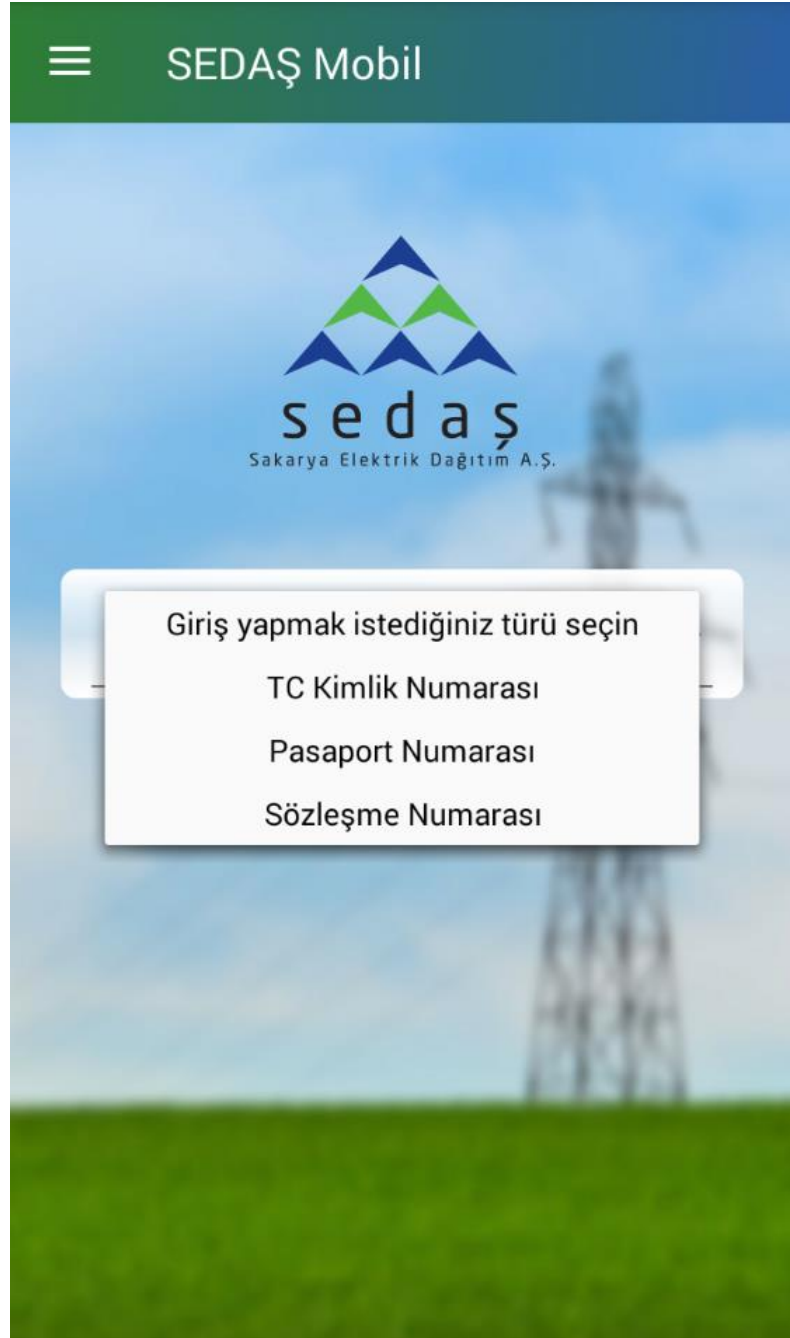 SEDAŞ Mobil
sedaş
Sakarya Elektrik Dağıtım A.Ş.
Giriş yapmak istediğiniz türü seçin
TC Kimlik Numarası
Pasaport Numarası
Sözleşme Numarası